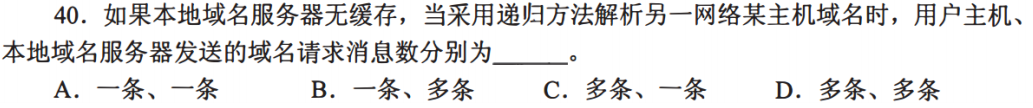 40．如果本地域名服务器无缓存，当采用递归方法解析另一网络某主机域名时，用户主机、
本地域名服务器发送的域名请求消息数分别为______。
A．一条、一条 B．一条、多条 C．多条、一条 D．多条、多条